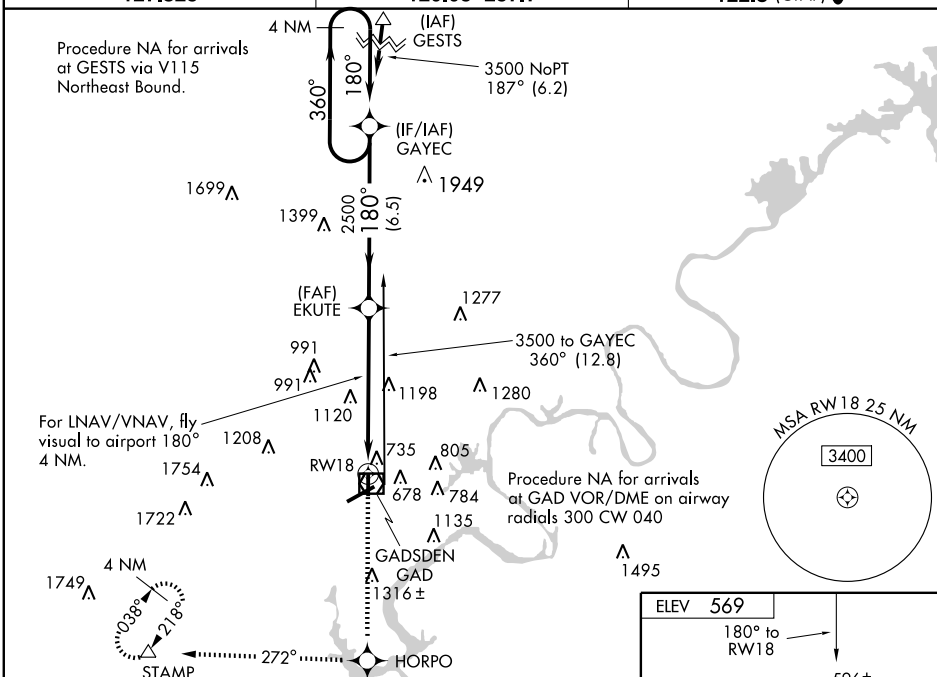 4 NM
(IAF)
GESTS
Procedure NA for arrivals
at GESTS via V115
Northeast Bound.
180°
360°
3500 NoPT
187° (6.2)
(IF/IAF)
GAYEC
1949
1699
1399
2500
180°
(6.5)
(FAF)
EKUTE
1277
3500 to GAYEC
360° (12.8)
991
991
1120
1198
1280
For LNAV/VNAV, fly
visual to airport 180°
4 NM.
1208
1754
1722
RW18
735
805
678
784
1135
Procedure NA for arrivals
at GAD VOR/DME on airway
radials 300 CW 040
MSA RW18 25 NM
3400
GADSDEN
GAD
1316±
1495
1749
4 NM
038°
218°
STAMP
272°
HORPO
ELEV 569
180° to
RW18